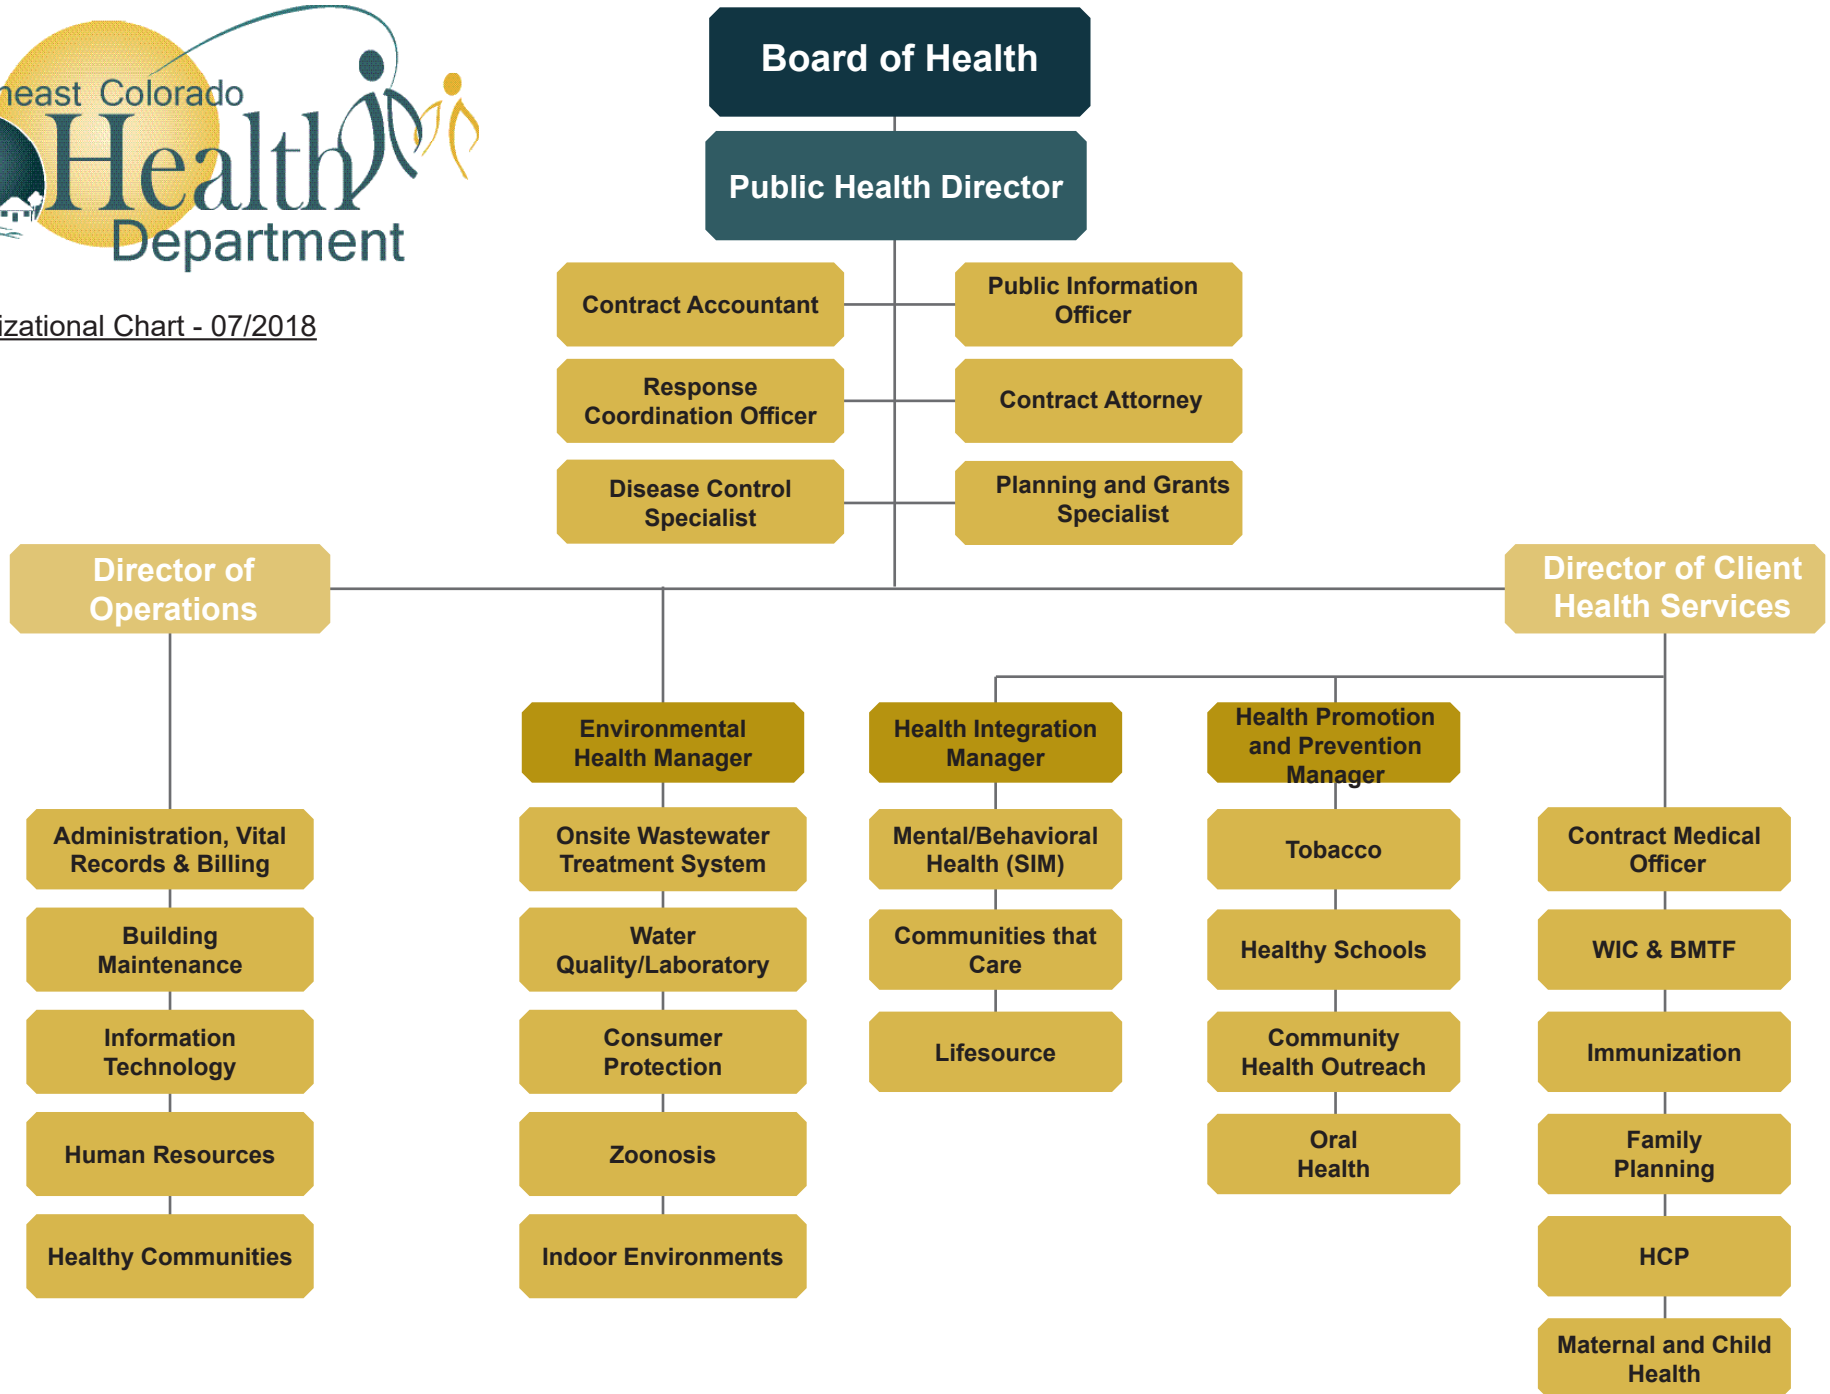 heast Colorado
Health
Department
izational Chart - 07/2018
Board of Health
Public Health Director
Contract Accountant
Public Information
Officer
Response
Coordination Officer
Contract Attorney
Disease Control
Specialist
Planning and Grants
Specialist
Director of
Operations
Director of Client
Health Services
Environmental
Health Manager
Health Integration
Manager
Health Promotion
and Prevention
Manager
Administration, Vital
Records & Billing
Building
Maintenance
Information
Technology
Human Resources
Healthy Communities
Onsite Wastewater
Treatment System
Water
Quality/Laboratory
Consumer
Protection
Zoonosis
Indoor Environments
Mental/Behavioral
Health (SIM)
Communities that
Care
Lifesource
Tobacco
Healthy Schools
Community
Health Outreach
Oral
Health
Contract Medical
Officer
WIC & BMTF
Immunization
Family
Planning
HCP
Maternal and Child
Health